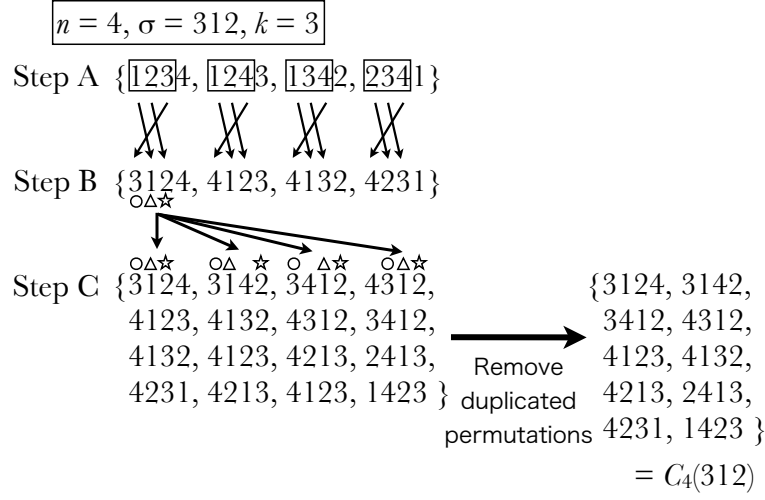 n = 4, σ = 312, k = 3
Step A {1234, 1243, 1342, 2341}
Step B {3124, 4123, 4132, 4231}
○△☆
○△☆ ○△ ☆ ○ △☆ ○△☆
Step C {3124, 3142, 3412, 4312,
4123, 4132, 4312, 3412,
4132, 4123, 4213, 2413,
4231, 4213, 4123, 1423 }
Remove
duplicated
permutations
{3124, 3142,
3412, 4312,
4123, 4132,
4213, 2413,
4231, 1423 }
= C₄(312)